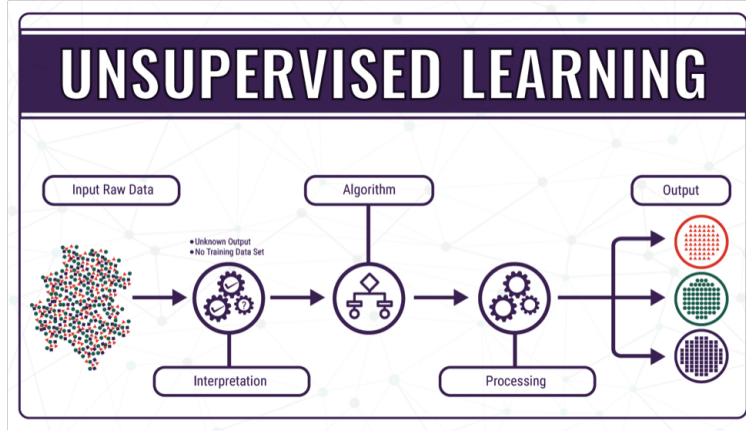 UNSUPERVISED LEARNING
Input Raw Data
Algorithm
Output
• Unknown Output
• No Training Data Set
?
Interpretation
Processing